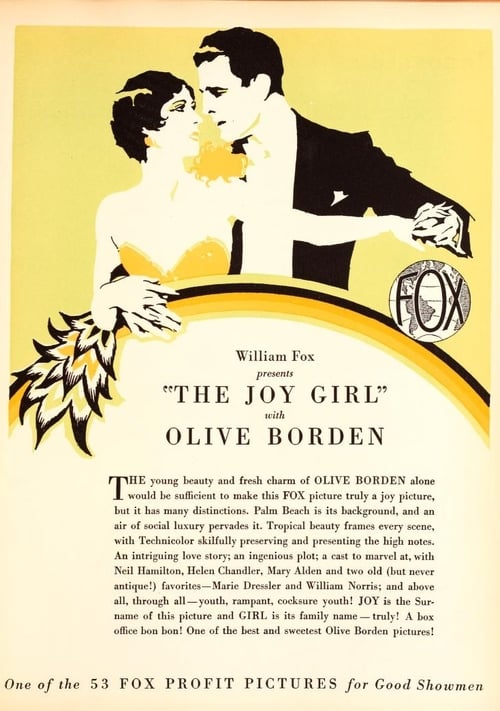 FOX
William Fox
presents
"THE JOY GIRL"
with
OLIVE BORDEN
THE young beauty and fresh charm of OLIVE BORDEN alone
would be sufficient to make this FOX picture truly a joy picture,
but it has many distinctions. Palm Beach is its background, and an
air of social luxury pervades it. Tropical beauty frames every scene,
with Technicolor skilfully preserving and presenting the high notes.
An intriguing love story; an ingenious plot; a cast to marvel at, with
Neil Hamilton, Helen Chandler, Mary Alden and two old (but never
antique!) favorites—Marie Dressler and William Norris; and above
all, through all—youth, rampant, cocksure youth! JOY is the Sur-
name of this picture and GIRL is its family name—truly! A box
office bon bon! One of the best and sweetest Olive Borden pictures!
One of the 53 FOX PROFIT PICTURES for Good Showmen